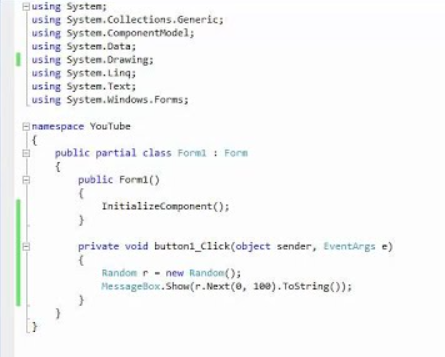 using System;
using System.Collections.Generic;
using System.ComponentModel;
using System.Data;
using System.Drawing;
using System.Linq;
using System.Text;
using System.Windows.Forms;
namespace YouTube
{
public partial class Form1 : Form
{
public Form1()
{
InitializeComponent();
}
private void button1_Click(object sender, EventArgs e)
{
Random r = new Random();
MessageBox.Show(r.Next(0, 100).ToString());
}
}
}